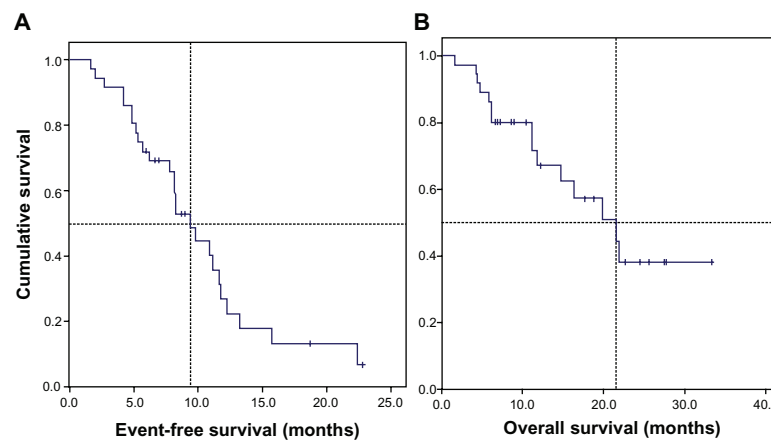 A
B
1.0
0.8
0.6
0.4
0.2
0.0
Cumulative survival
0.0 5.0 10.0 15.0 20.0 25.0
Event-free survival (months)
1.0
0.8
0.6
0.4
0.2
0.0
0.0 10.0 20.0 30.0 40.
Overall survival (months)